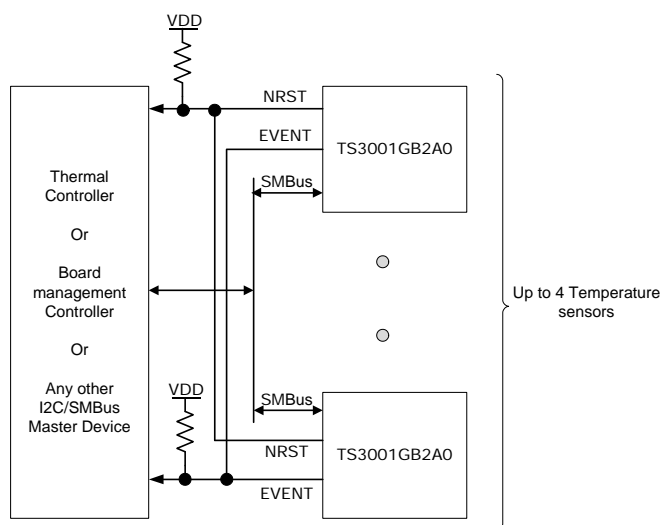 VDD
NRST
EVENT
TS3001GB2A0
SMBus
Thermal
Controller
Or
Board
management
Controller
Or
Any other
I2C/SMBus
Master Device
Up to 4 Temperature
sensors
VDD
SMBus
NRST
TS3001GB2A0
EVENT